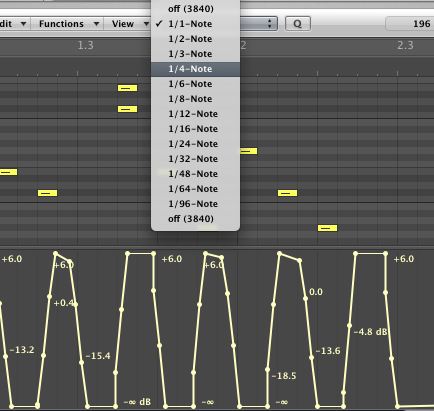 off (3840)
dit Functions View Q 196
✓ 1/1-Note
1/2-Note
1/3-Note
1.3 2.3
1/4-Note
1/6-Note
1/8-Note
1/12-Note
1/16-Note
1/24-Note
1/32-Note
1/48-Note
1/64-Note
1/96-Note
off (3840)
+6.0 +6.0 +6.0 +6.0 +6.0
+0.4 0.0
-4.8 dB
-13.2 -15.4 -13.6
-18.5
-∞ dB -∞ -∞